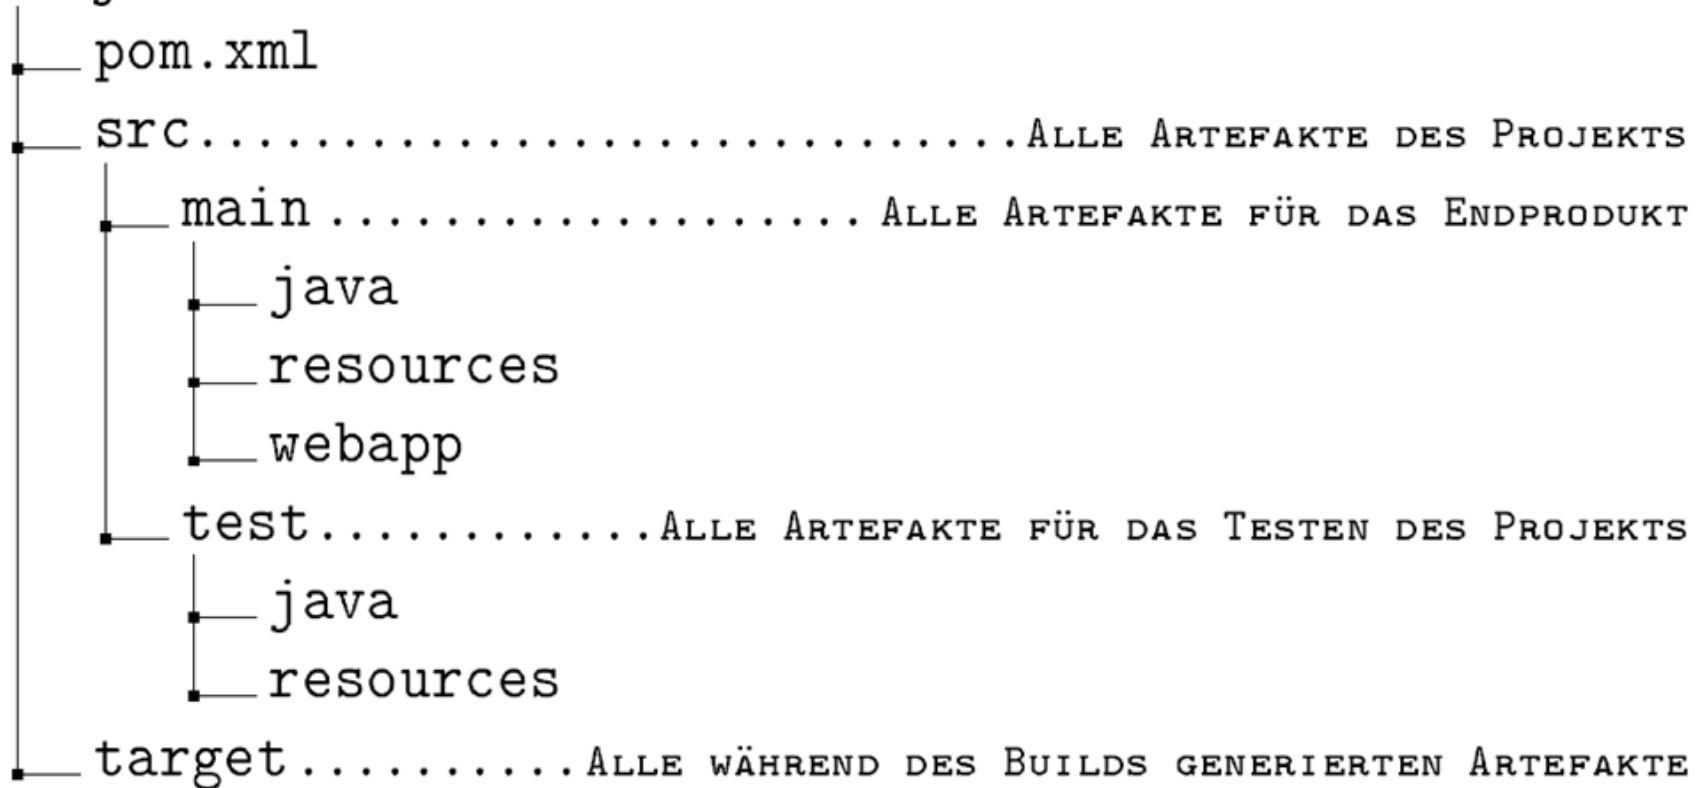 pom.xml
src..............................Alle Artefakte des Projekts
main ................... Alle Artefakte für das Endprodukt
java
resources
webapp
test............Alle Artefakte für das Testen des Projekts
java
resources
target..........Alle während des Builds generierten Artefakte